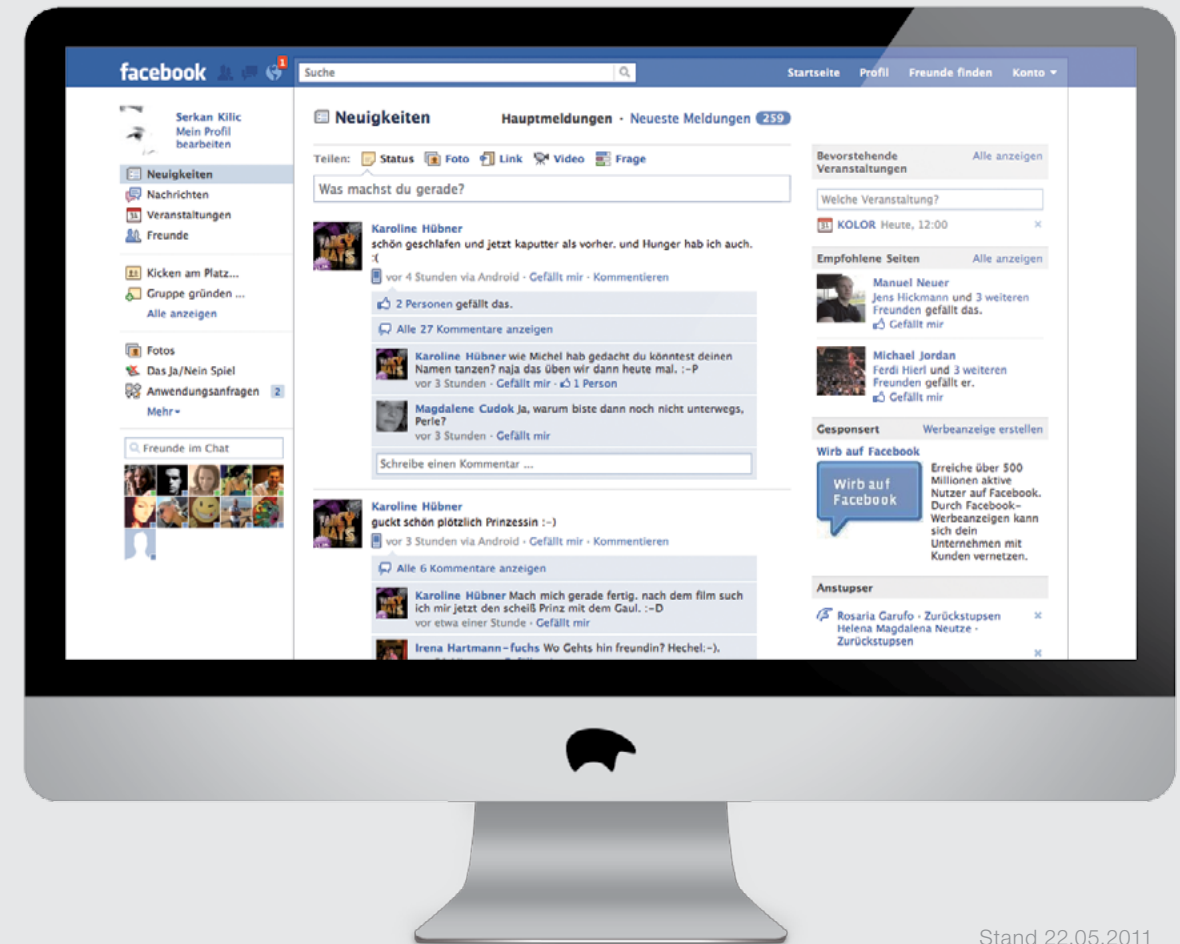 facebook
1
Suche
Startseite Profil Freunde finden Konto
Serkan Kilic
Mein Profil
bearbeiten
Neuigkeiten
Nachrichten
31 Veranstaltungen
Freunde
Kicken am Platz...
Gruppe gründen ...
Alle anzeigen
Fotos
Das Ja/Nein Spiel
Anwendungsanfragen 2
Mehr
Freunde im Chat
Neuigkeiten
Hauptmeldungen · Neueste Meldungen 259
Teilen: Status Foto Link Video Frage
Was machst du gerade?
Karoline Hübner
schön geschlafen und jetzt kaputter als vorher. und Hunger hab ich auch.
:(
vor 4 Stunden via Android · Gefällt mir · Kommentieren
2 Personen gefällt das.
Alle 27 Kommentare anzeigen
Karoline Hübner wie Michel hab gedacht du könntest deinen
Namen tanzen? naja das üben wir dann heute mal. :-P
vor 3 Stunden · Gefällt mir · 1 Person
Magdalene Cudok Ja, warum biste dann noch nicht unterwegs,
Perle?
vor 3 Stunden · Gefällt mir
Schreibe einen Kommentar ...
Karoline Hübner
guckt schön plötzlich Prinzessin :-)
vor 3 Stunden via Android · Gefällt mir · Kommentieren
Alle 6 Kommentare anzeigen
Karoline Hübner Mach mich gerade fertig. nach dem film such
ich mir jetzt den scheiß Prinz mit dem Gaul. :-D
vor etwa einer Stunde · Gefällt mir
Irena Hartmann-fuchs Wo Gehts hin freundin? Hechel:-).
Bevorstehende
Veranstaltungen
Alle anzeigen
Welche Veranstaltung?
31 KOLOR Heute, 12:00 ×
Empfohlene Seiten Alle anzeigen
Manuel Neuer
Jens Hickmann und 3 weiteren
Freunden gefällt das.
Gefällt mir
Michael Jordan
Ferdi Hierl und 3 weiteren
Freunden gefällt er.
Gefällt mir
Gesponsert Werbeanzeige erstellen
Wirb auf Facebook
Wirb auf
Facebook
Erreiche über 500
Millionen aktive
Nutzer auf Facebook.
Durch Facebook-
Werbeanzeigen kann
sich dein
Unternehmen mit
Kunden vernetzen.
Anstupser
Rosaria Garufo · Zurückstupsen ×
Helena Magdalena Neutze ·
Zurückstupsen
×
Stand 22.05.2011